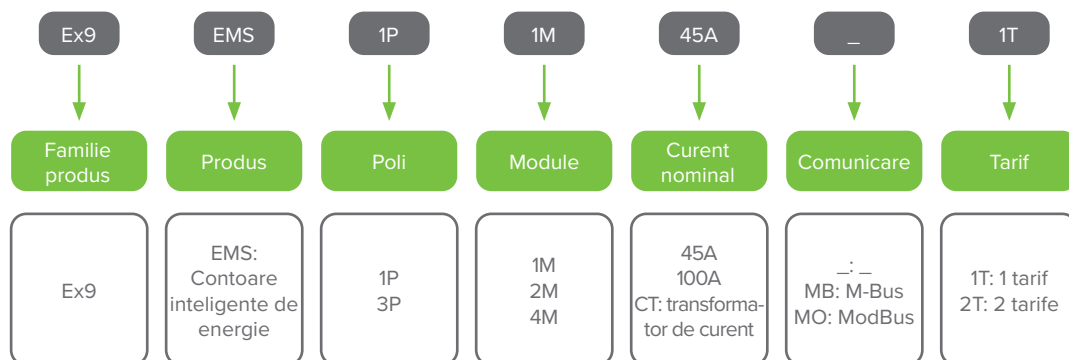 Ex9
EMS
1P
1M
45A
_
1T
Familie
produs
Produs
Poli
Module
Curent
nominal
Comunicare
Tarif
Ex9
EMS:
Contoare
inteligente de
energie
1P
3P
1M
2M
4M
45A
100A
CT: transforma-
tor de curent
_: _
MB: M-Bus
MO: ModBus
1T: 1 tarif
2T: 2 tarife